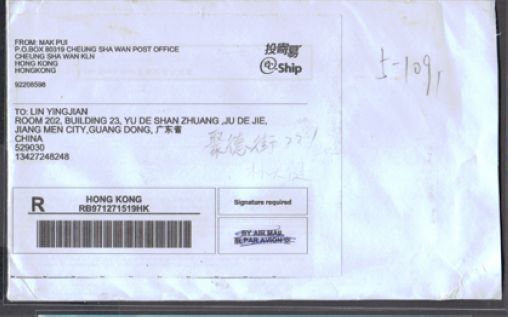 FROM: MAK PUI
P.O.BOX 80319 CHEUNG SHA WAN POST OFFICE
CHEUNG SHA WAN KLN
HONG KONG
HONGKONG
92208598
投寄易
e-Ship
5-109,
TO: LIN YINGJIAN
ROOM 202, BUILDING 23, YU DE SHAN ZHUANG ,JU DE JIE,
JIANG MEN CITY,GUANG DONG, 广东省
CHINA
529030
13427248248
聚德街
R
HONG KONG
RB971271519HK
Signature required
BY AIR MAIL
PAR AVION